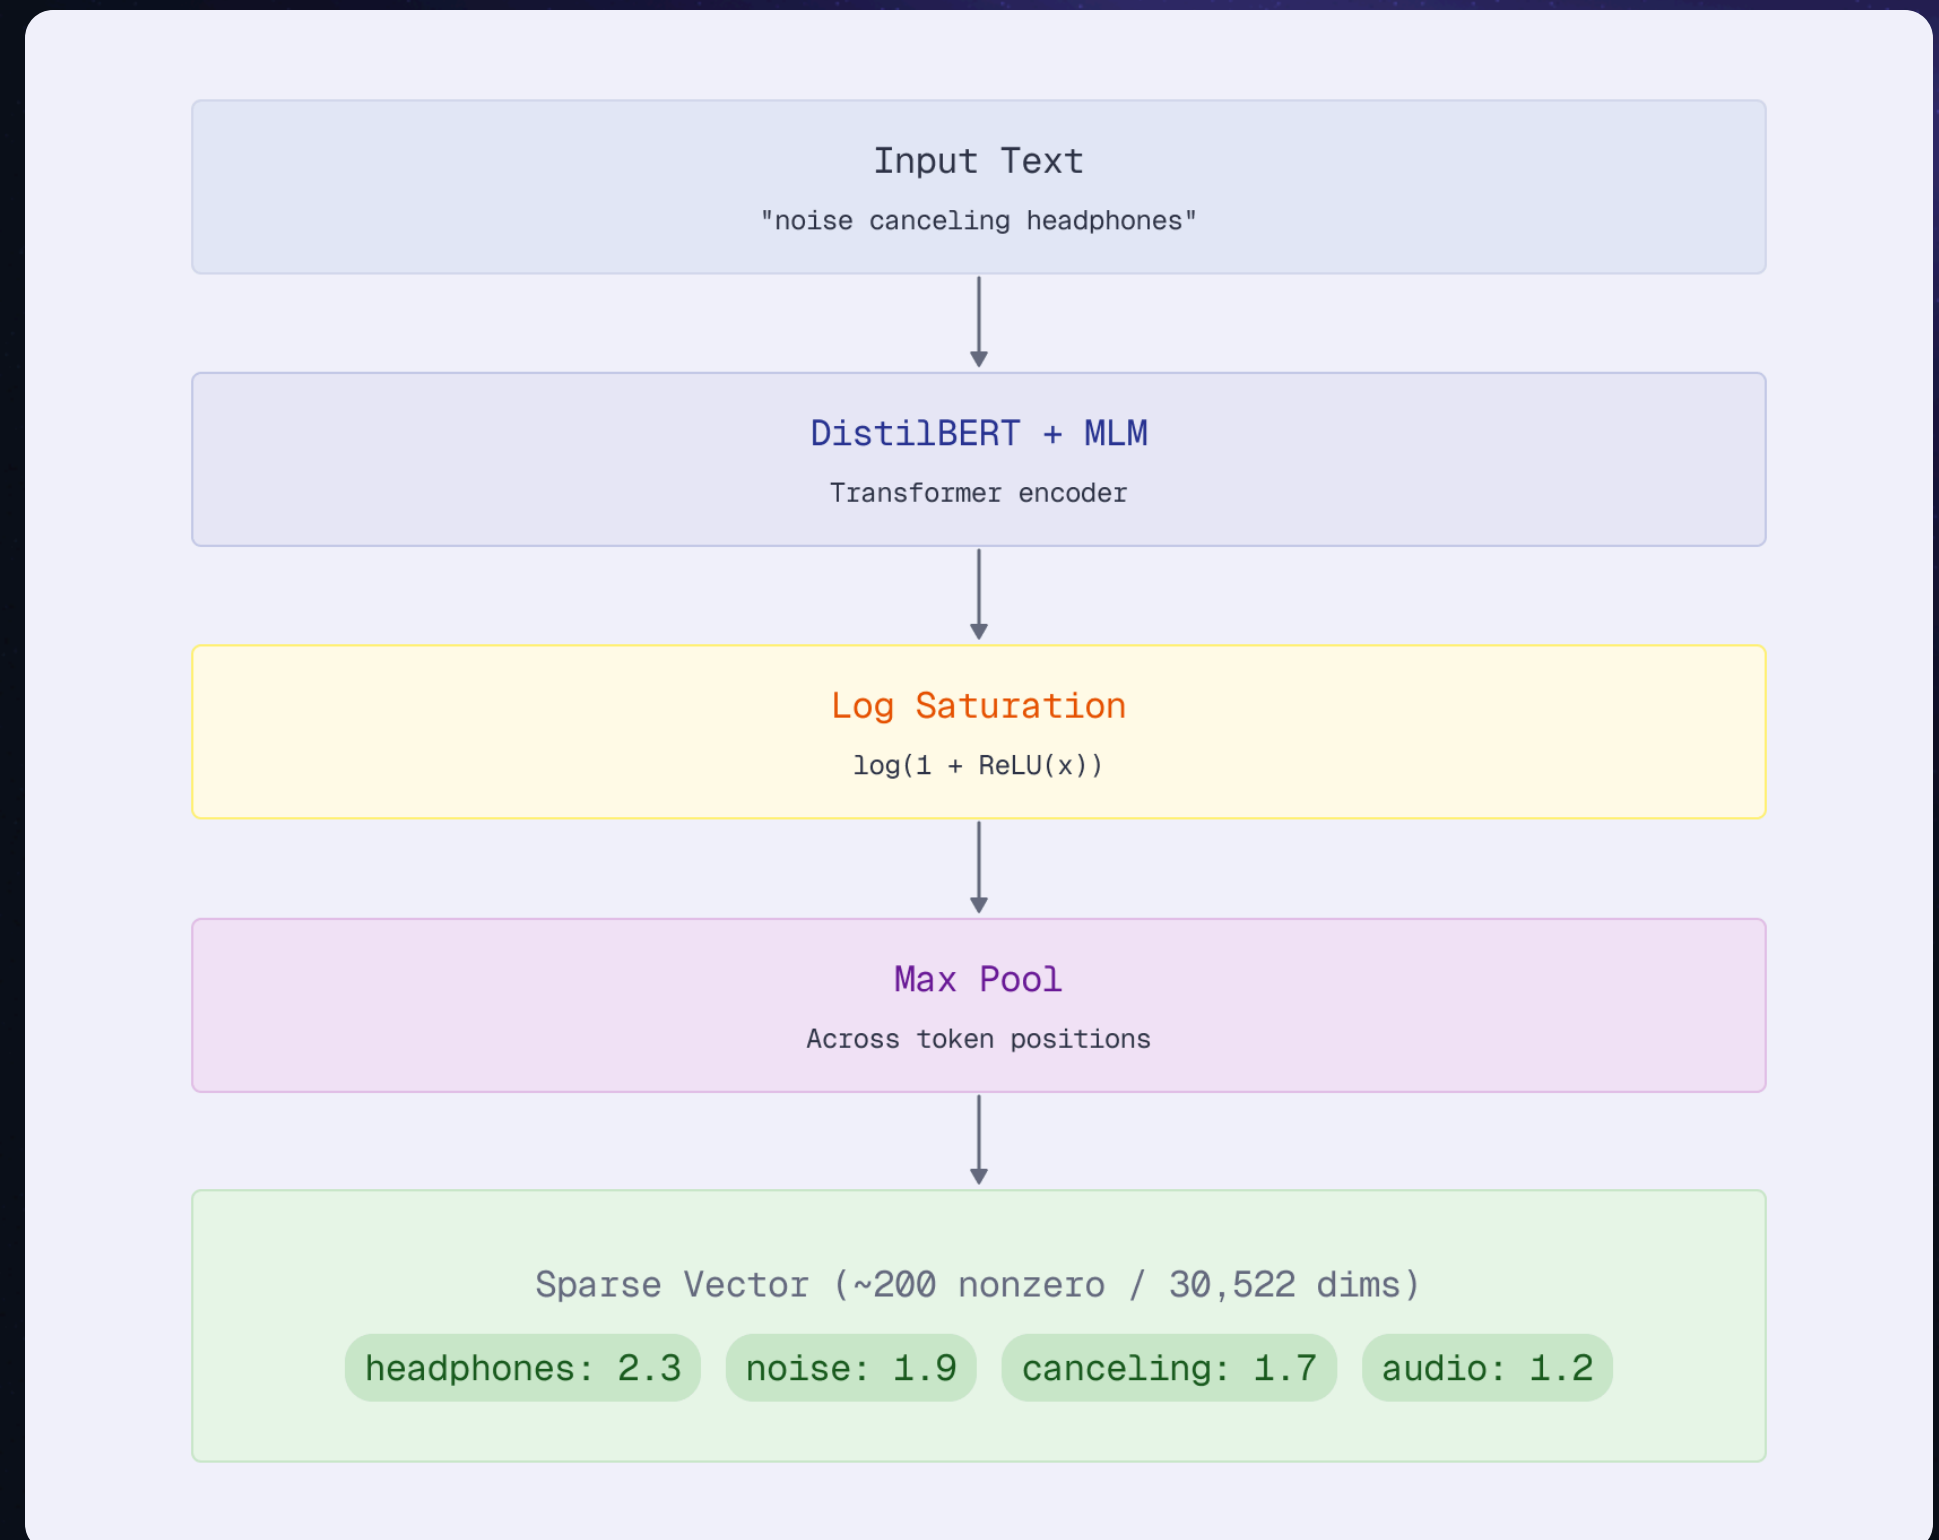 Input Text
"noise canceling headphones"
DistilBERT + MLM
Transformer encoder
Log Saturation
log(1 + ReLU(x))
Max Pool
Across token positions
Sparse Vector (~200 nonzero / 30,522 dims)
headphones: 2.3 noise: 1.9 canceling: 1.7 audio: 1.2